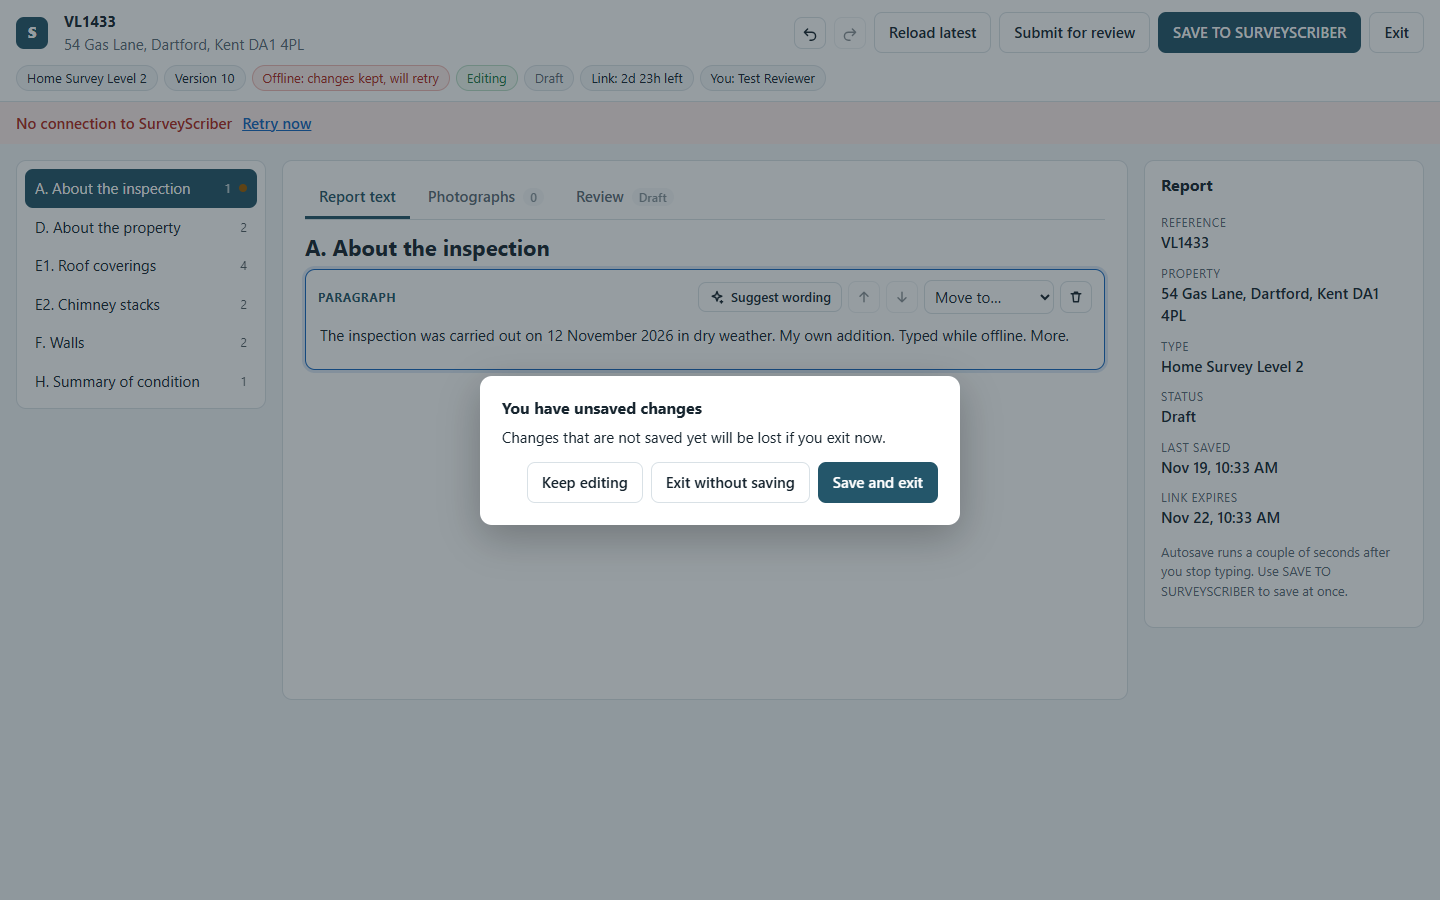 S
VL1433
54 Gas Lane, Dartford, Kent DA1 4PL
Reload latest
Submit for review
SAVE TO SURVEYSCRIBER
Exit
Home Survey Level 2
Version 10
Offline: changes kept, will retry
Editing
Draft
Link: 2d 23h left
You: Test Reviewer
No connection to SurveyScriber Retry now
A. About the inspection 1
D. About the property 2
E1. Roof coverings 4
E2. Chimney stacks 2
F. Walls 2
H. Summary of condition 1
Report text
Photographs 0
Review Draft
A. About the inspection
PARAGRAPH
Suggest wording
Move to...
The inspection was carried out on 12 November 2026 in dry weather. My own addition. Typed while offline. More.
You have unsaved changes
Changes that are not saved yet will be lost if you exit now.
Keep editing
Exit without saving
Save and exit
Report
REFERENCE
VL1433
PROPERTY
54 Gas Lane, Dartford, Kent DA1
4PL
TYPE
Home Survey Level 2
STATUS
Draft
LAST SAVED
Nov 19, 10:33 AM
LINK EXPIRES
Nov 22, 10:33 AM
Autosave runs a couple of seconds after
you stop typing. Use SAVE TO
SURVEYSCRIBER to save at once.